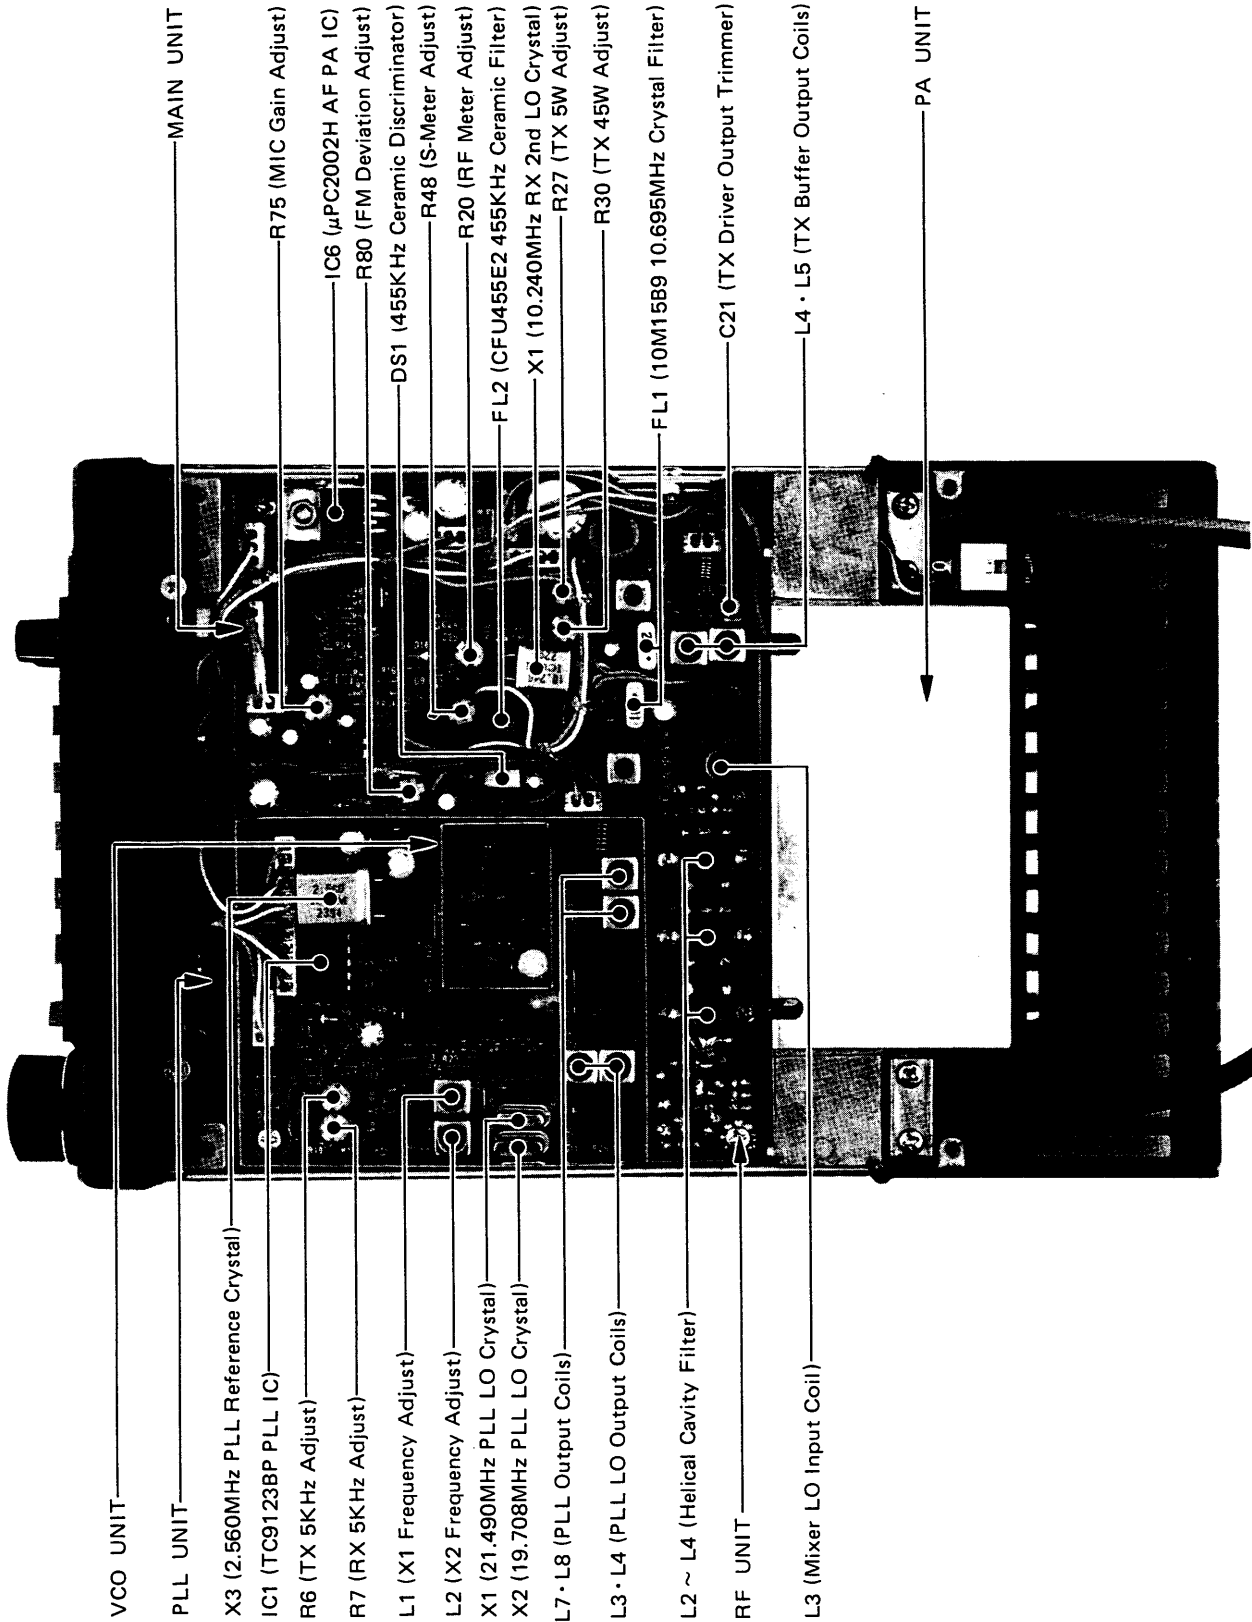 VCO UNIT
PLL UNIT
X3 (2.560MHz PLL Reference Crystal)
IC1 (TC9123BP PLL IC)
R6 (TX 5KHz Adjust)
R7 (RX 5KHz Adjust)
L1 (X1 Frequency Adjust)
L2 (X2 Frequency Adjust)
X1 (21.490MHz PLL LO Crystal)
X2 (19.708MHz PLL LO Crystal)
L7・L8 (PLL Output Coils)
L3・L4 (PLL LO Output Coils)
L2 ~ L4 (Helical Cavity Filter)
RF UNIT
L3 (Mixer LO Input Coil)
MAIN UNIT
R75 (MIC Gain Adjust)
IC6 (μPC2002H AF PA IC)
R80 (FM Deviation Adjust)
DS1 (455KHz Ceramic Discriminator)
R48 (S-Meter Adjust)
R20 (RF Meter Adjust)
FL2 (CFU455E2 455KHz Ceramic Filter)
X1 (10.240MHz RX 2nd LO Crystal)
R27 (TX 5W Adjust)
R30 (TX 45W Adjust)
FL1 (10M15B9 10.695MHz Crystal Filter)
C21 (TX Driver Output Trimmer)
L4・L5 (TX Buffer Output Coils)
PA UNIT